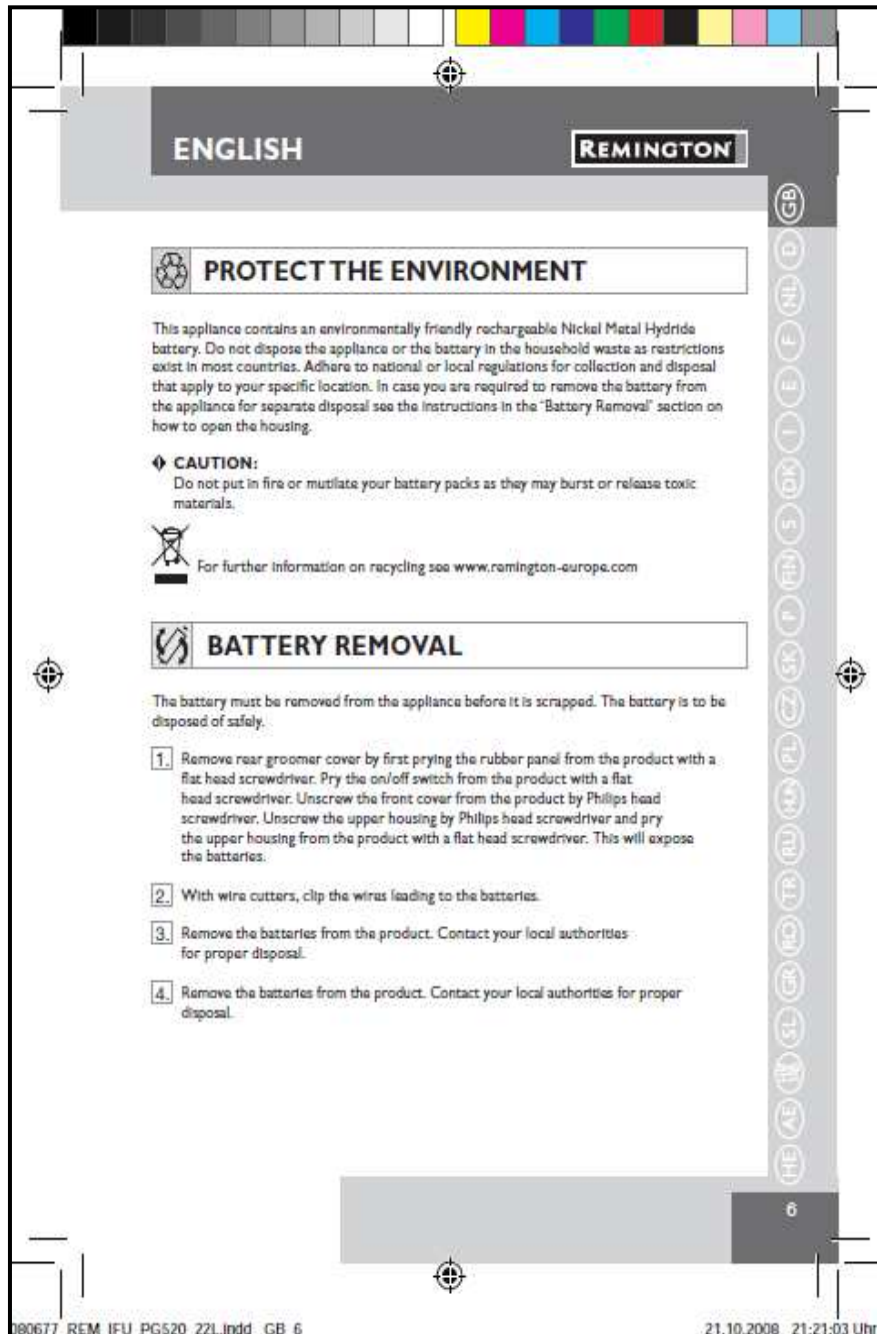 ENGLISH
REMINGTON
PROTECT THE ENVIRONMENT
This appliance contains an environmentally friendly rechargeable Nickel Metal Hydride
battery. Do not dispose the appliance or the battery in the household waste as restrictions
exist in most countries. Adhere to national or local regulations for collection and disposal
that apply to your specific location. In case you are required to remove the battery from
the appliance for separate disposal see the instructions in the "Battery Removal" section on
how to open the housing.
CAUTION:
Do not put in fire or mutilate your battery packs as they may burst or release toxic
materials.
For further information on recycling see www.remington-europe.com
BATTERY REMOVAL
The battery must be removed from the appliance before it is scrapped. The battery is to be
disposed of safely.
1. Remove rear groomer cover by first prying the rubber panel from the product with a
flat head screwdriver. Pry the on/off switch from the product with a flat
head screwdriver. Unscrew the front cover from the product by Philips head
screwdriver. Unscrew the upper housing by Philips head screwdriver and pry
the upper housing from the product with a flat head screwdriver. This will expose
the batteries.
2. With wire cutters, clip the wires leading to the batteries.
3. Remove the batteries from the product. Contact your local authorities
for proper disposal.
4. Remove the batteries from the product. Contact your local authorities for proper
disposal.
GB
D
NL
F
E
I
DK
S
FIN
P
SK
CZ
PL
HUN
RU
TR
RO
GR
SL
AE
HE
6
080677_REM_IFU_PG520_22L.indd GB_6
21.10.2008 21:21:03 Uhr